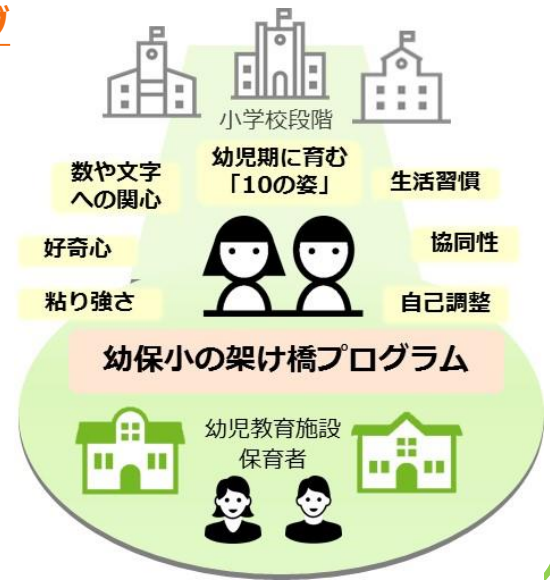 小学校段階
幼児期に育む
「10の姿」
数や文字
への関心
生活習慣
好奇心
協同性
粘り強さ
自己調整
幼保小の架け橋プログラム
幼児教育施設
保育者